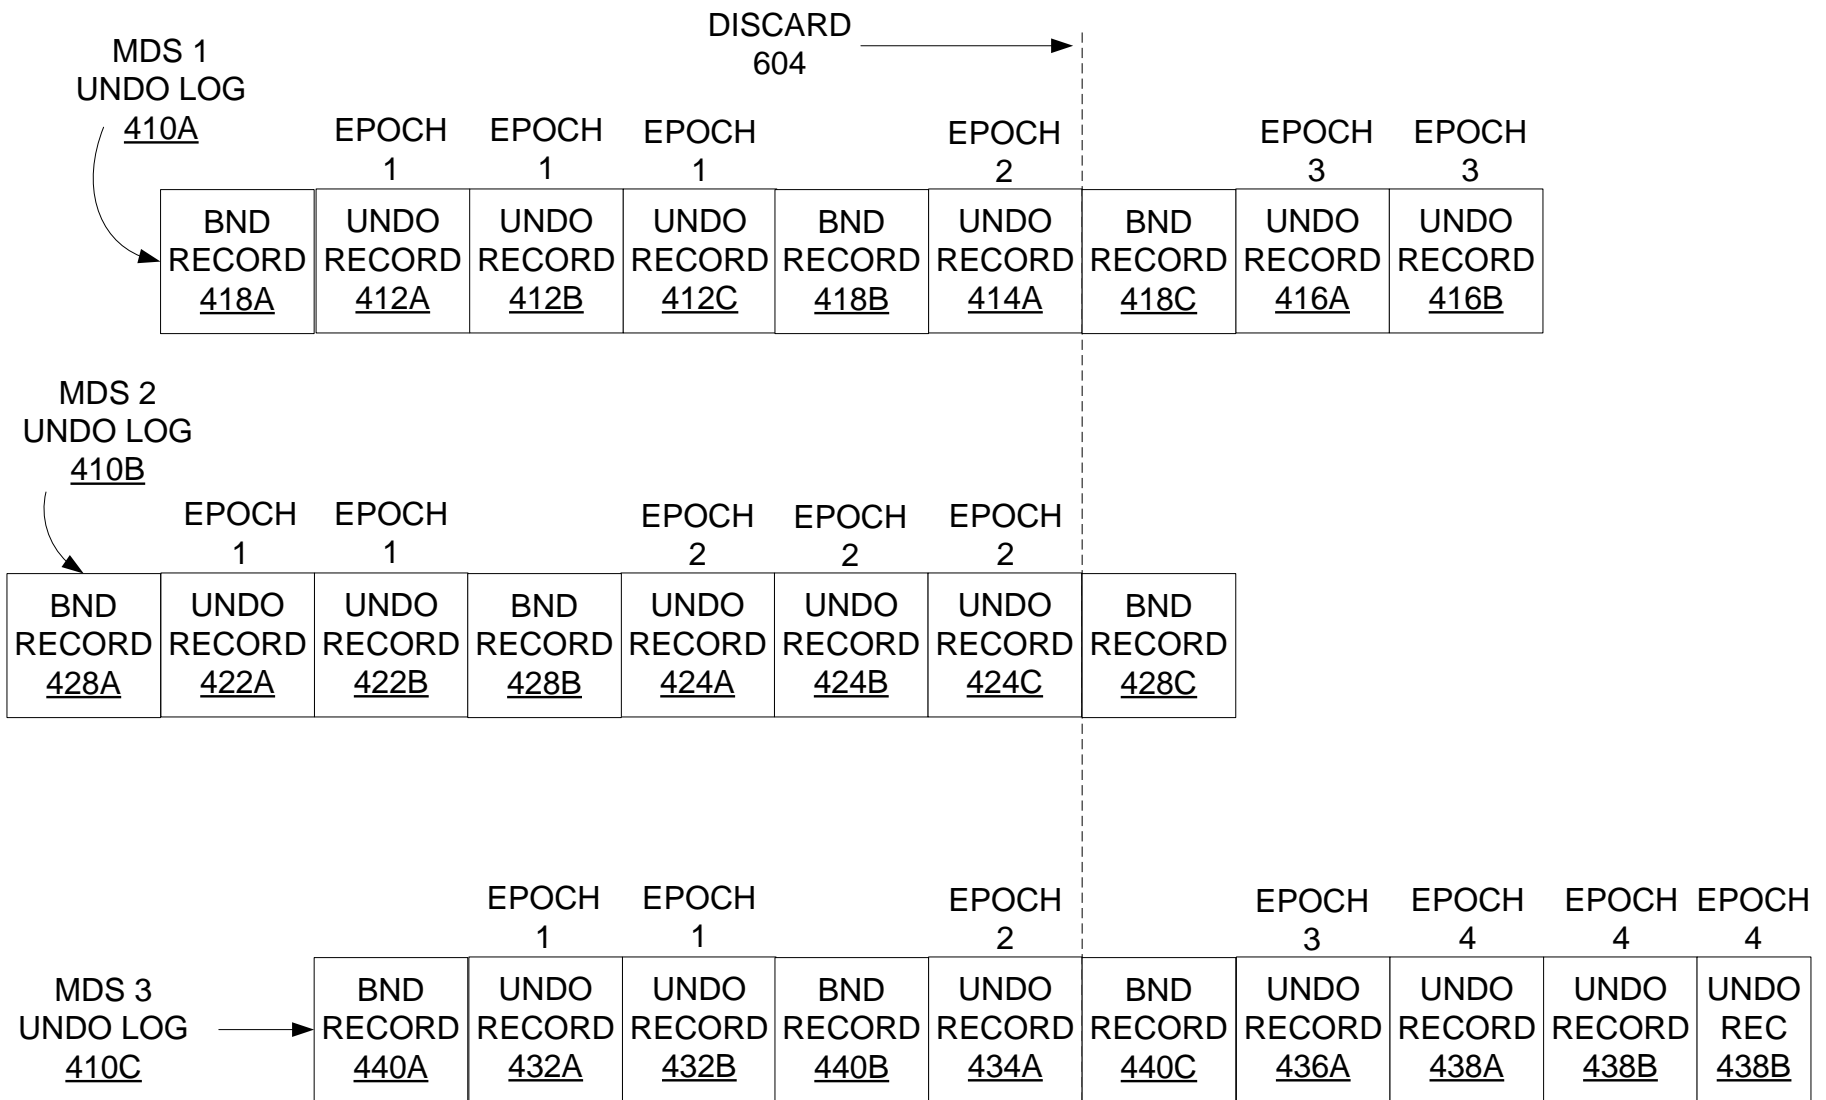 DISCARD
604
MDS 1
UNDO LOG
410A
EPOCH
1
EPOCH
1
EPOCH
1
EPOCH
2
EPOCH
3
EPOCH
3
BND
RECORD
418A
UNDO
RECORD
412A
UNDO
RECORD
412B
UNDO
RECORD
412C
BND
RECORD
418B
UNDO
RECORD
414A
BND
RECORD
418C
UNDO
RECORD
416A
UNDO
RECORD
416B
MDS 2
UNDO LOG
410B
EPOCH
1
EPOCH
1
EPOCH
2
EPOCH
2
EPOCH
2
BND
RECORD
428A
UNDO
RECORD
422A
UNDO
RECORD
422B
BND
RECORD
428B
UNDO
RECORD
424A
UNDO
RECORD
424B
UNDO
RECORD
424C
BND
RECORD
428C
MDS 3
UNDO LOG
410C
EPOCH
1
EPOCH
1
EPOCH
2
EPOCH
3
EPOCH
4
EPOCH
4
EPOCH
4
BND
RECORD
440A
UNDO
RECORD
432A
UNDO
RECORD
432B
BND
RECORD
440B
UNDO
RECORD
434A
BND
RECORD
440C
UNDO
RECORD
436A
UNDO
RECORD
438A
UNDO
RECORD
438B
UNDO
REC
438B